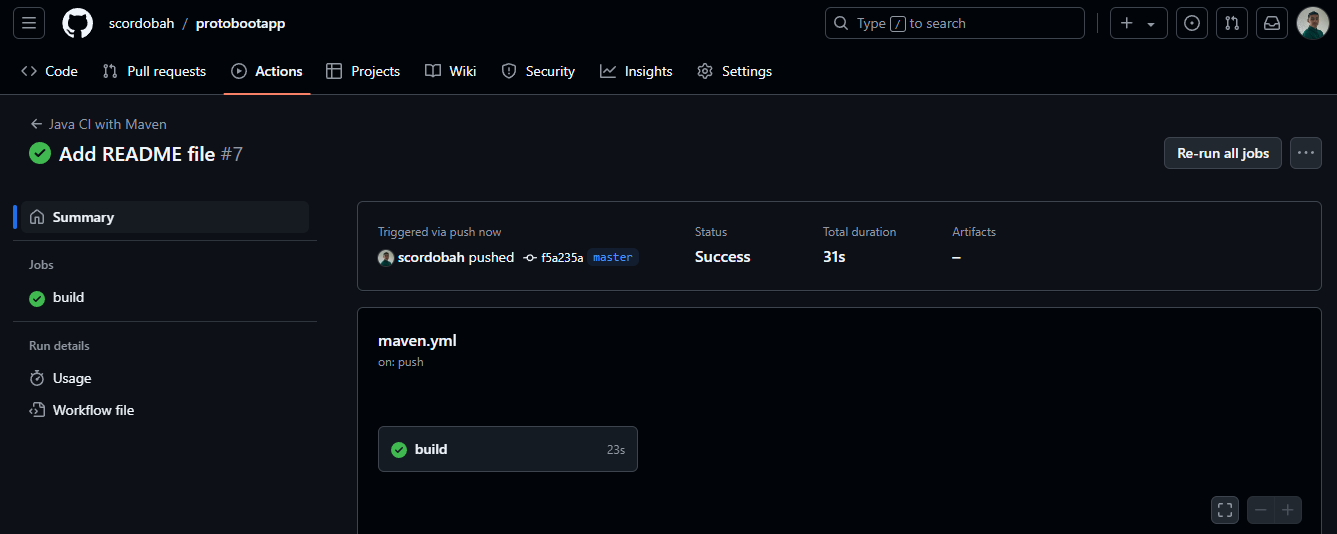 scordobah / protobootapp
Type / to search
Code Pull requests Actions Projects Wiki Security Insights Settings
Java CI with Maven
Add README file #7
Re-run all jobs
Summary
Jobs
build
Run details
Usage
Workflow file
Triggered via push now
scordobah pushed f5a235a master
Status
Success
Total duration
31s
Artifacts
–
maven.yml
on: push
build 23s